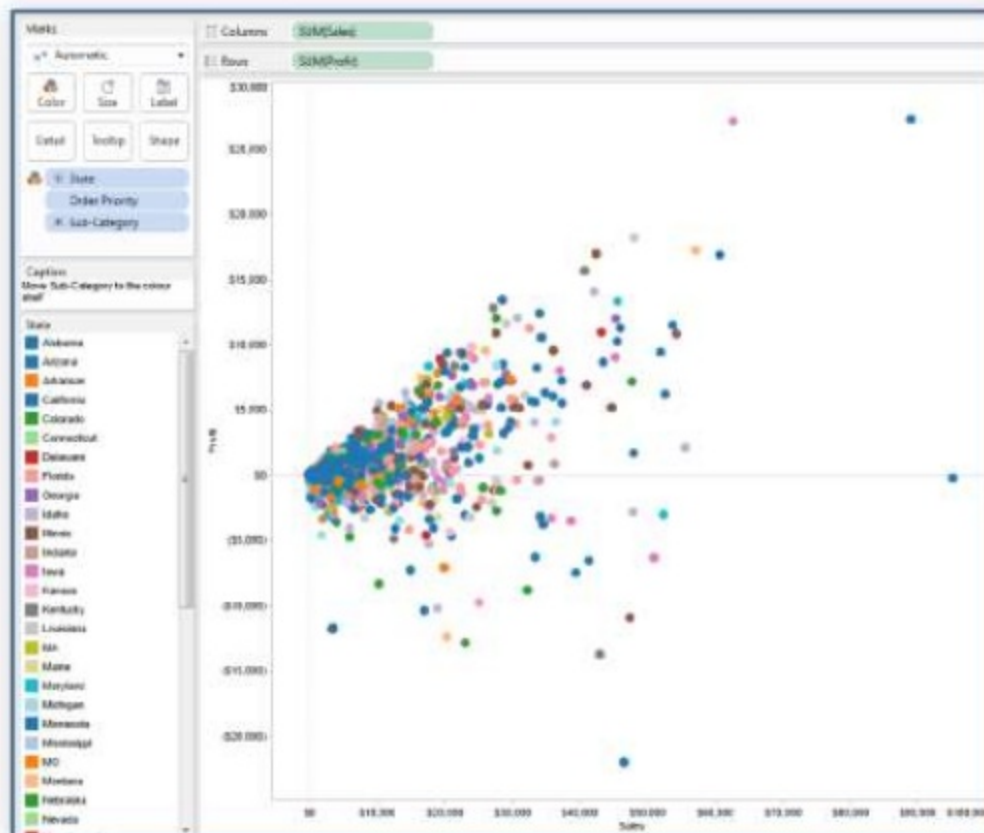 Marks
Columns
SUM(Sales)
Automatic
Rows
SUM(Profit)
Color
Size
Label
Detail
Tooltip
Shape
State
Order Priority
Sub-Category
Caption
Move Sub-Category to the colour
shelf
State
Alabama
Arizona
Arkansas
California
Colorado
Connecticut
Delaware
Florida
Georgia
Idaho
Illinois
Indiana
Iowa
Kansas
Kentucky
Louisiana
MA
Maine
Maryland
Michigan
Minnesota
Mississippi
MO
Montana
Nebraska
Nevada
$30,000
$25,000
$20,000
$15,000
$10,000
$5,000
$0
($5,000)
($10,000)
($15,000)
($20,000)
Profit
$0
$10,000
$20,000
$30,000
$40,000
$50,000
$60,000
$70,000
$80,000
$90,000
Sales